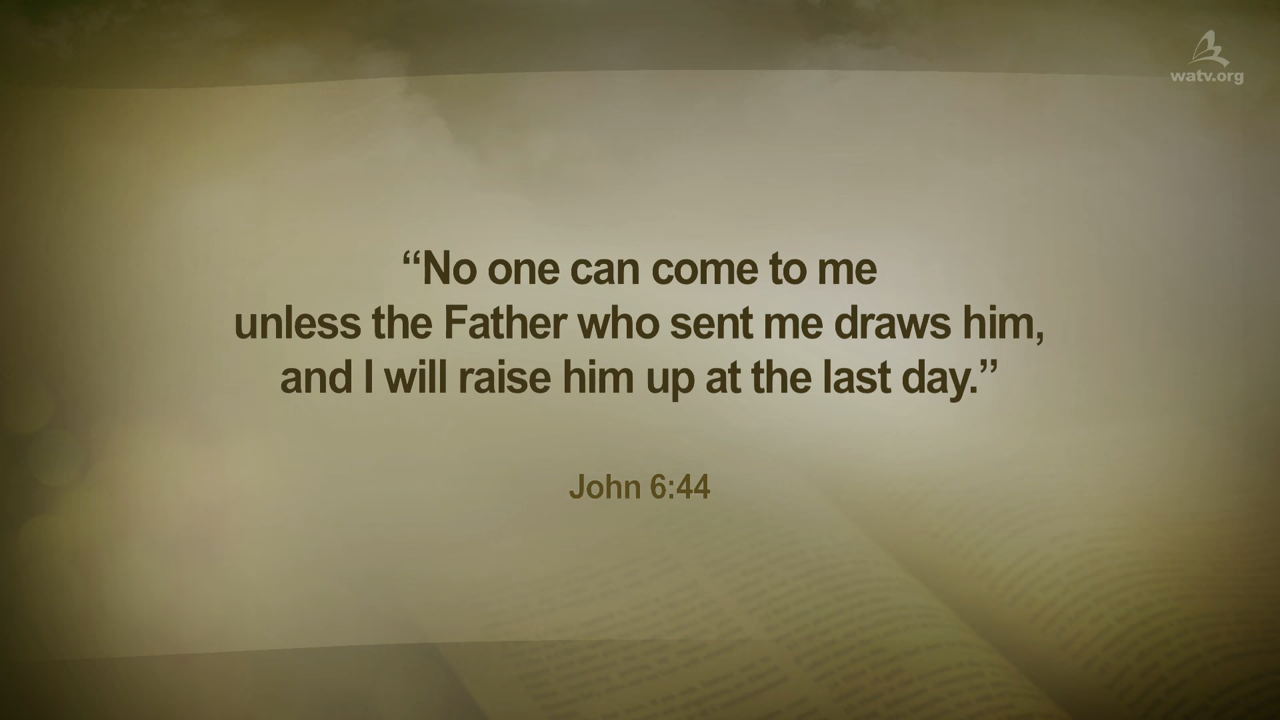 watv.org
“No one can come to me
unless the Father who sent me draws him,
and I will raise him up at the last day.”
John 6:44